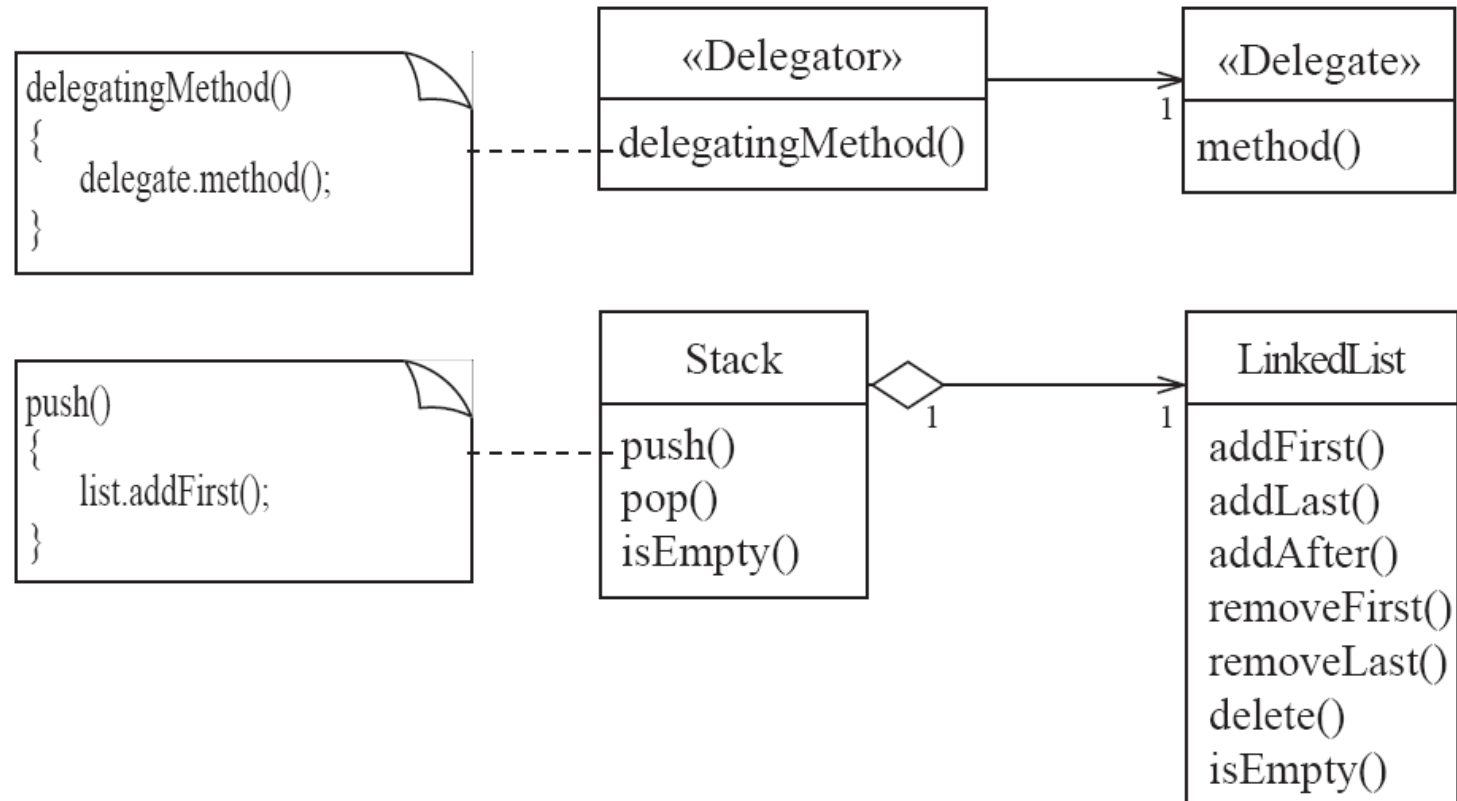 delegatingMethod()
{
delegate.method();
}
«Delegator»
delegatingMethod()
1
«Delegate»
method()
push()
{
list.addFirst();
}
Stack
push()
pop()
isEmpty()
1
1
LinkedList
addFirst()
addLast()
addAfter()
removeFirst()
removeLast()
delete()
isEmpty()